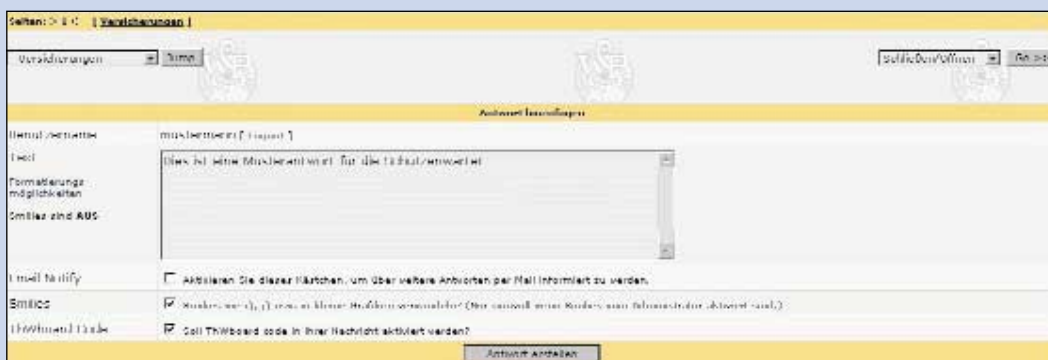 Seiten: > 1 < [ Versicherungen ]
Versicherungen Jump Schließen/Öffnen Go >>
Antwort hinzufügen
Benutzername mustermann [ Logout ]
Text Dies ist eine Musterantwort für die
Formatierungs
möglichkeiten
Smilies sind AUS
Email Notify Aktivieren Sie dieses Kästchen, um über weitere Antworten per Mail informiert zu werden.
Smilies
ThWboard Code Soll ThWboard code in Ihrer Nachricht aktiviert werden?
Antwort erstellen